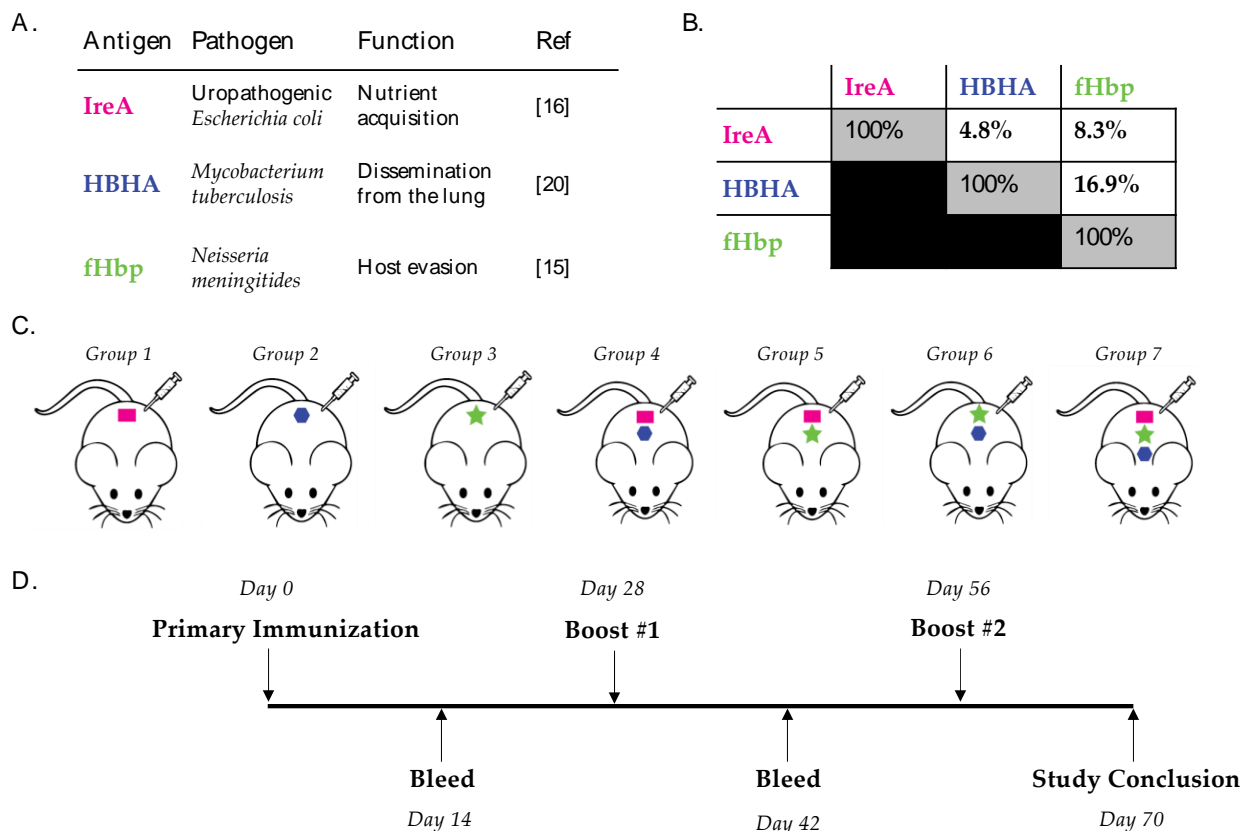 A.
Antigen Pathogen Function Ref
IreA Uropathogenic Escherichia coli Nutrient acquisition [16]
HBHA Mycobacterium tuberculosis Dissemination from the lung [20]
fHbp Neisseria meningitides Host evasion [15]
B.
IreA HBHA fHbp
IreA 100% 4.8% 8.3%
HBHA 100% 16.9%
fHbp 100%
C.
Group 1 Group 2 Group 3 Group 4 Group 5 Group 6 Group 7
D.
Day 0 Day 28 Day 56
Primary Immunization Boost #1 Boost #2
Bleed Bleed Study Conclusion
Day 14 Day 42 Day 70